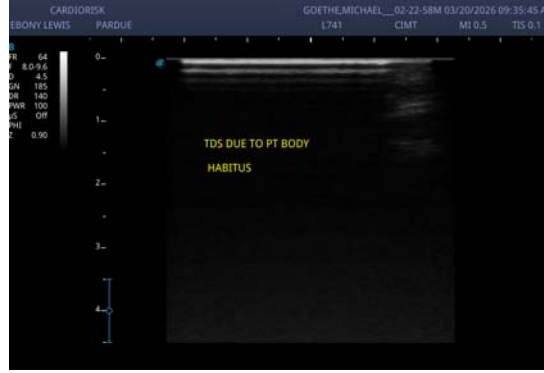 CARDIORISK GOETHE,MICHAEL__02-22-58M 03/20/2026 09:35:45 A
EBONY LEWIS PARDUE L741 CIMT MI 0.5 TIS 0.1
B
FR 64
F 8.0-9.6
D 4.5
GN 185
DR 140
PWR 100
µS Off
PHI
Z 0.90
0
1
TDS DUE TO PT BODY
HABITUS
2
3
4